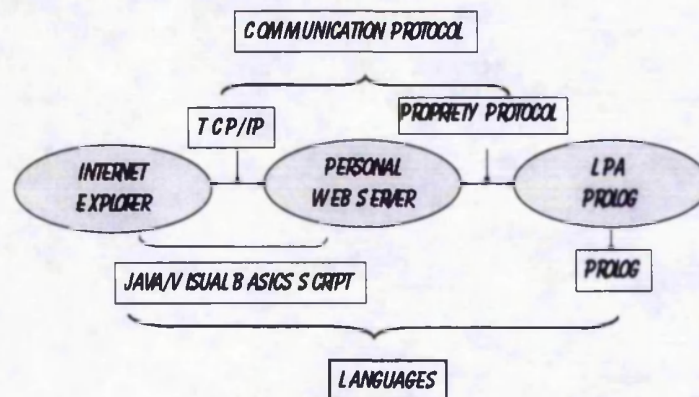 COMMUNICATION PROTOCOL
TCP/IP
PROPRIETY PROTOCOL
INTERNET
EXPLORER
PERSONAL
WEB SERVER
LPA
PROLOG
JAVA/VISUAL BASICS SCRIPT
PROLOG
LANGUAGES